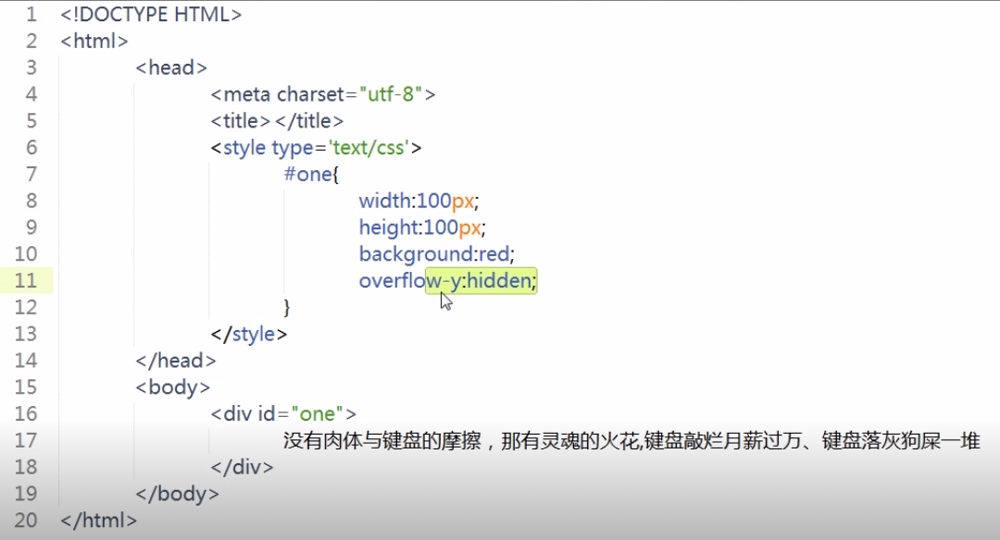 1 <!DOCTYPE HTML>
2 <html>
3 <head>
4 <meta charset="utf-8">
5 <title></title>
6 <style type='text/css'>
7 #one{
8 width:100px;
9 height:100px;
10 background:red;
11 overflow-y:hidden;
12 }
13 </style>
14 </head>
15 <body>
16 <div id="one">
17 没有肉体与键盘的摩擦，那有灵魂的火花,键盘敲烂月薪过万、键盘落灰狗屎一堆
18 </div>
19 </body>
20 </html>